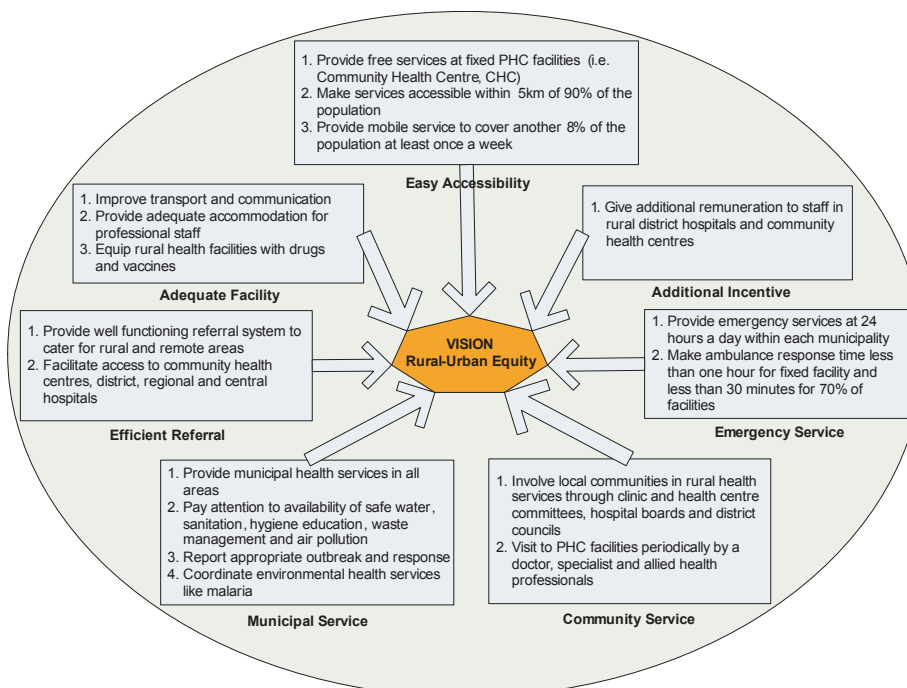 1. Provide free services at fixed PHC facilities (i.e.
Community Health Centre, CHC)
2. Make services accessible within 5km of 90% of the
population
3. Provide mobile service to cover another 8% of the
population at least once a week
Easy Accessibility
1. Improve transport and communication
2. Provide adequate accommodation for
professional staff
3. Equip rural health facilities with drugs
and vaccines
Adequate Facility
1. Give additional remuneration to staff in
rural district hospitals and community
health centres
Additional Incentive
1. Provide well functioning referral system to
cater for rural and remote areas
2. Facilitate access to community health
centres, district, regional and central
hospitals
Efficient Referral
VISION
Rural-Urban Equity
1. Provide emergency services at 24
hours a day within each municipality
2. Make ambulance response time less
than one hour for fixed facility and
less than 30 minutes for 70% of
facilities
Emergency Service
1. Provide municipal health services in all
areas
2. Pay attention to availability of safe water,
sanitation, hygiene education, waste
management and air pollution
3. Report appropriate outbreak and response
4. Coordinate environmental health services
like malaria
Municipal Service
1. Involve local communities in rural health
services through clinic and health centre
committees, hospital boards and district
councils
2. Visit to PHC facilities periodically by a
doctor, specialist and allied health
professionals
Community Service